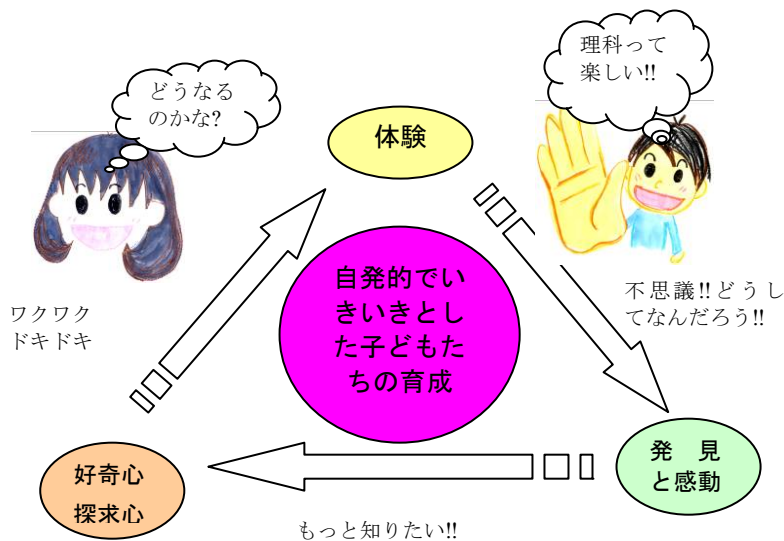 理科って
楽しい!!
どうなる
のかな?
体験
自発的でい
きいきとし
た子どもた
ちの育成
不思議!!どうし
てなんだろう!!
ワクワク
ドキドキ
発　見
と感動
好奇心
探求心
もっと知りたい!!